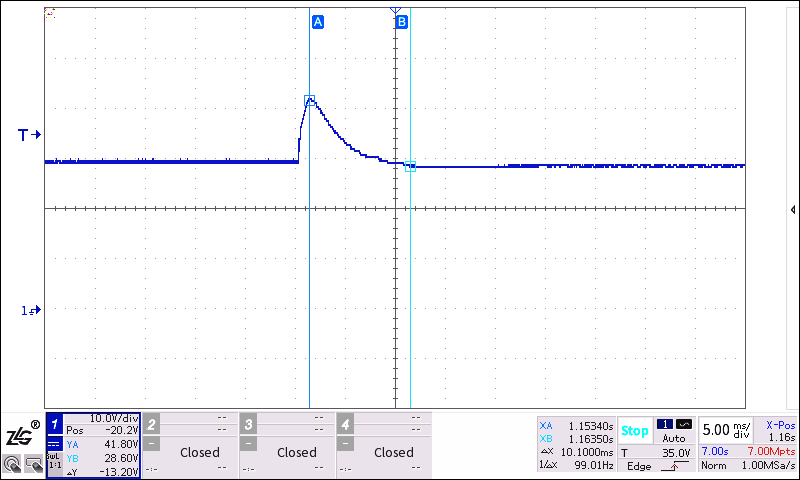 A
B
T
1
ZLG®
1
10.0V/div
Pos -20.2V
BWL
1:1
YA 41.80V
YB 28.60V
△Y -13.20V
2
--
--
Closed
-:-
--
3
--
--
Closed
-:-
--
4
--
--
Closed
-:-
--
XA 1.15340s
XB 1.16350s
△X 10.1000ms
1/△X 99.01Hz
Stop
1
Auto
T 35.0V
Edge
5.00 ms/div
X-Pos
1.16s
7.00s 7.00Mpts
Norm 1.00MSa/s